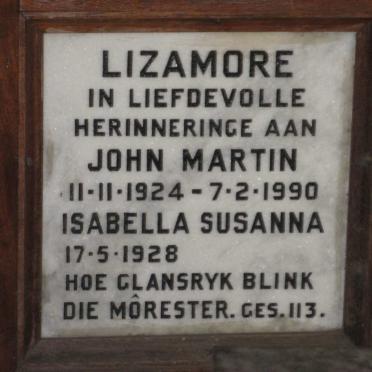 LIZAMORE
IN LIEFDEVOLLE
HERINNERINGE AAN
JOHN MARTIN
11·11·1924 – 7·2·1990
ISABELLA SUSANNA
17·5·1928
HOE GLANSRYK BLINK
DIE MÔRESTER. GES. 113.